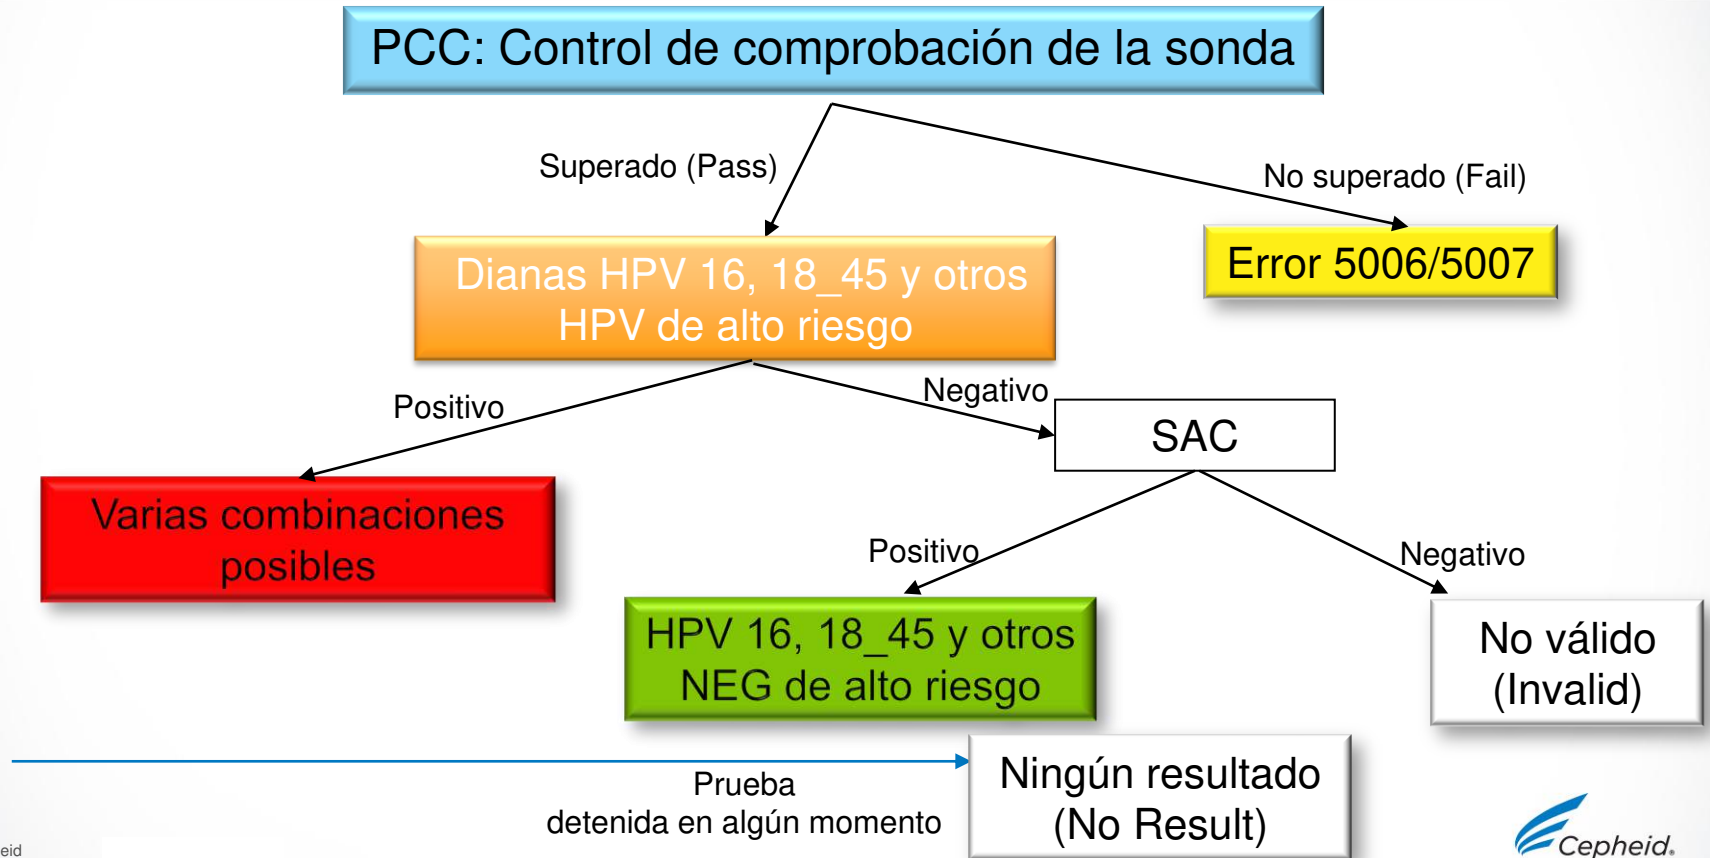 PCC: Control de comprobación de la sonda
Superado (Pass)
No superado (Fail)
Dianas HPV 16, 18_45 y otros
HPV de alto riesgo
Error 5006/5007
Positivo
Negativo
SAC
Varias combinaciones
posibles
Positivo
Negativo
HPV 16, 18_45 y otros
NEG de alto riesgo
No válido
(Invalid)
Prueba
detenida en algún momento
Ningún resultado
(No Result)
Cepheid.
eid